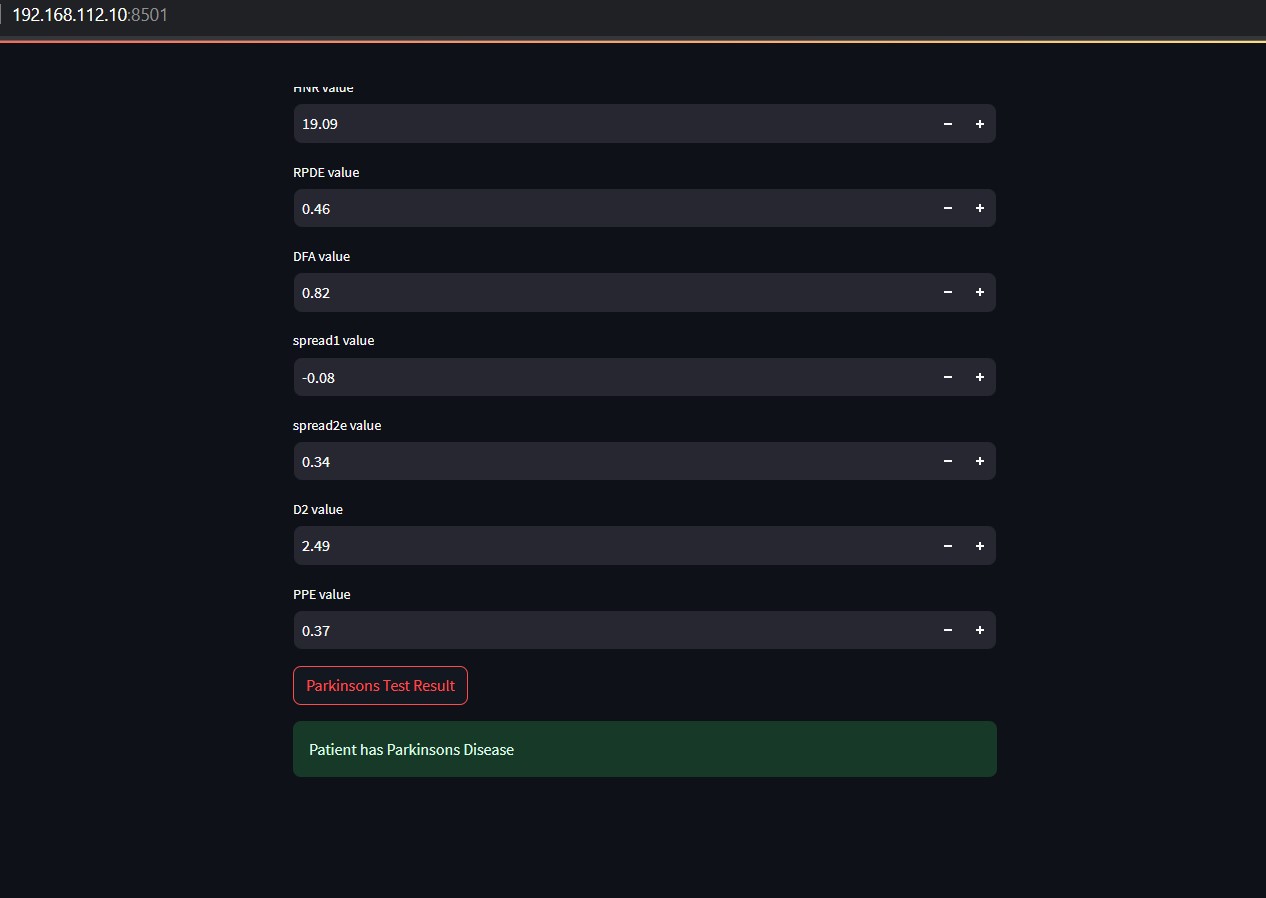 192.168.112.10:8501
HNR value
19.09
RPDE value
0.46
DFA value
0.82
spread1 value
-0.08
spread2e value
0.34
D2 value
2.49
PPE value
0.37
Parkinsons Test Result
Patient has Parkinsons Disease